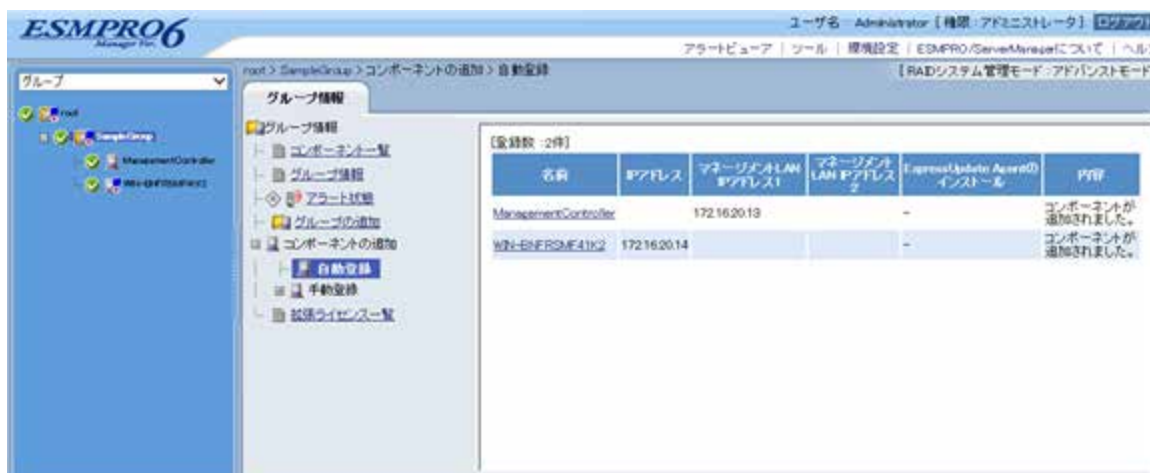 ESMPRO6
Manager Ver.
ユーザ名 Administrator [ 権限 : アドミニストレータ ] ログアウト
アラートビューア | ツール | 環境設定 | ESMPRO/ServerManagerについて | ヘル
root > SampleGroup > コンポーネントの追加 > 自動登録
[ RAIDシステム管理モード : アドバンストモード
グループ
root
SampleGroup
ManagementController
グループ情報
グループ情報
コンポーネント一覧
グループ情報
アラート状態
グループの追加
コンポーネントの追加
自動登録
手動登録
拡張ライセンス一覧
[登録数 : 2件]
名前 IPアドレス マネージメントLAN IPアドレス1 マネージメントLAN IPアドレス2 ExpressUpdate Agentのインストール 内容
ManagementController 172.16.20.13 - コンポーネントが追加されました。
WIN-BNFRSMF41K2 172.16.20.14 - コンポーネントが追加されました。